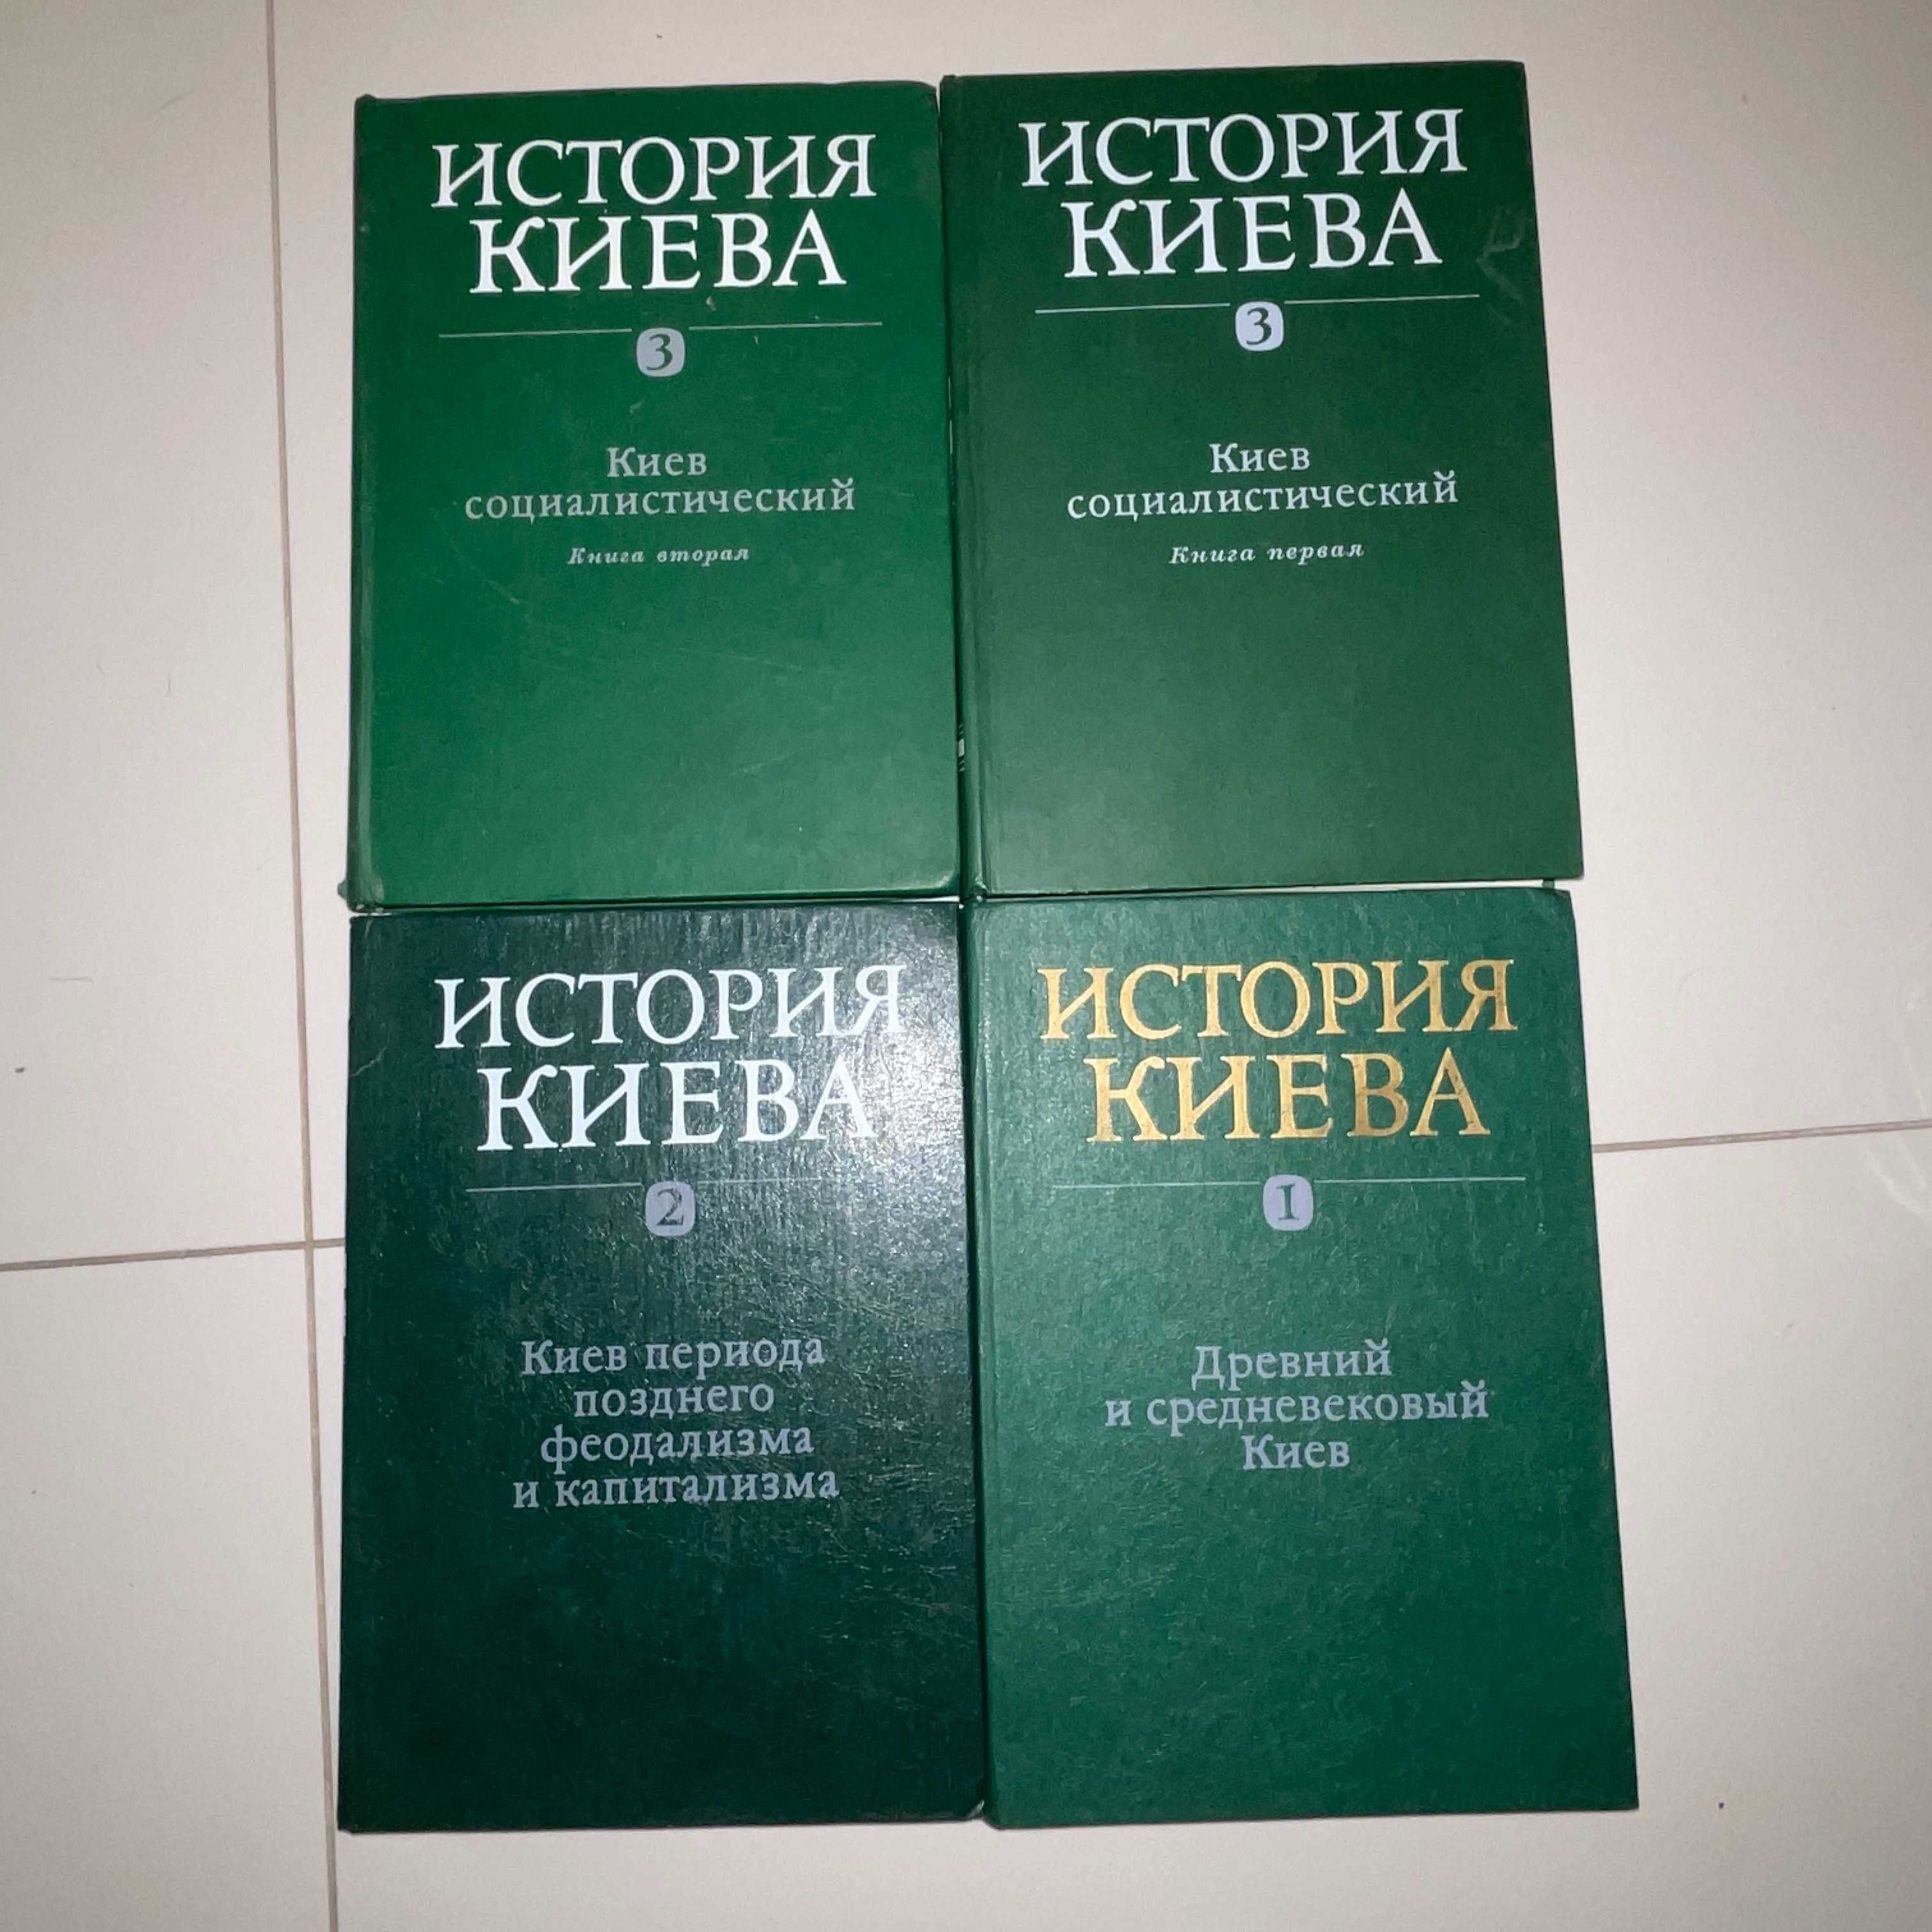 ИСТОРИЯ
КИЕВА
3
Киев
социалистический
Книга вторая
ИСТОРИЯ
КИЕВА
3
Киев
социалистический
Книга первая
ИСТОРИЯ
КИЕВА
2
Киев периода
позднего
феодализма
и капитализма
ИСТОРИЯ
КИЕВА
1
Древний
и средневековый
Киев